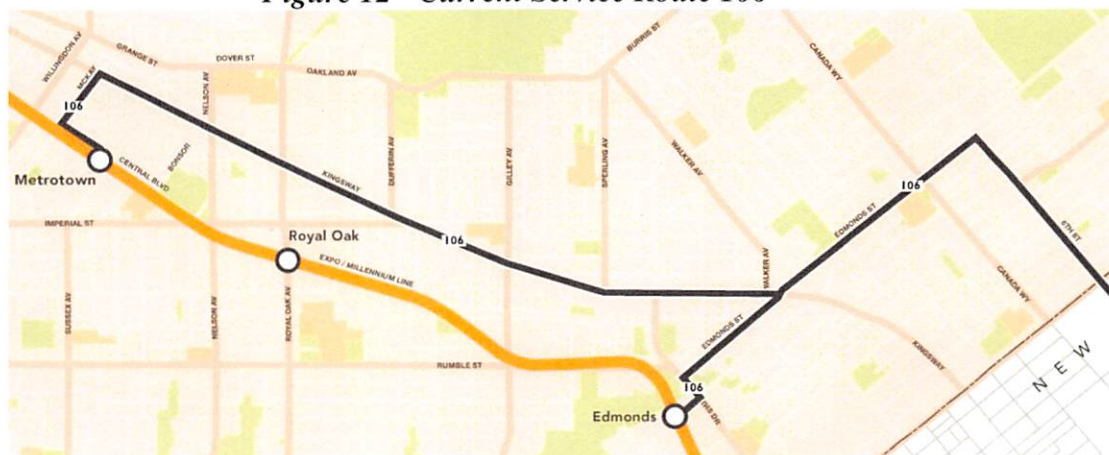 Figure 12 - Current Service Route 106
WILLINGDON AV
GRANGE ST
DOVER ST
OAKLAND AV
BURRIS ST
CANADA WY
MCKAY
106
NELSON AV
BONSOR
CENTRAL BLVD
Metrotown
KINGSWAY
DUFFERIN AV
GILLEY AV
SPERLING AV
WALKER AV
106
EDMONDS ST
6TH ST
IMPERIAL ST
Royal Oak
106
EXPO / MILLENNIUM LINE
WALKER AV
CANADA WY
SUSSEX AV
NELSON AV
ROYAL OAK AV
EDMONDS ST
KINGSWAY
RUMBLE ST
106
Edmonds
NEW